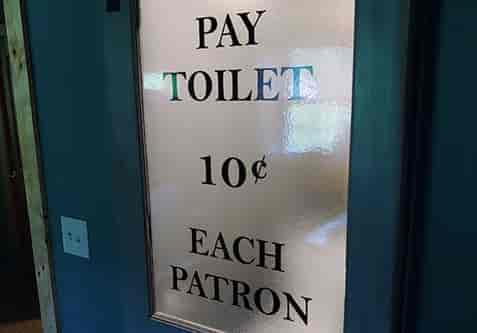 PAY
TOILET
10¢
EACH
PATRON